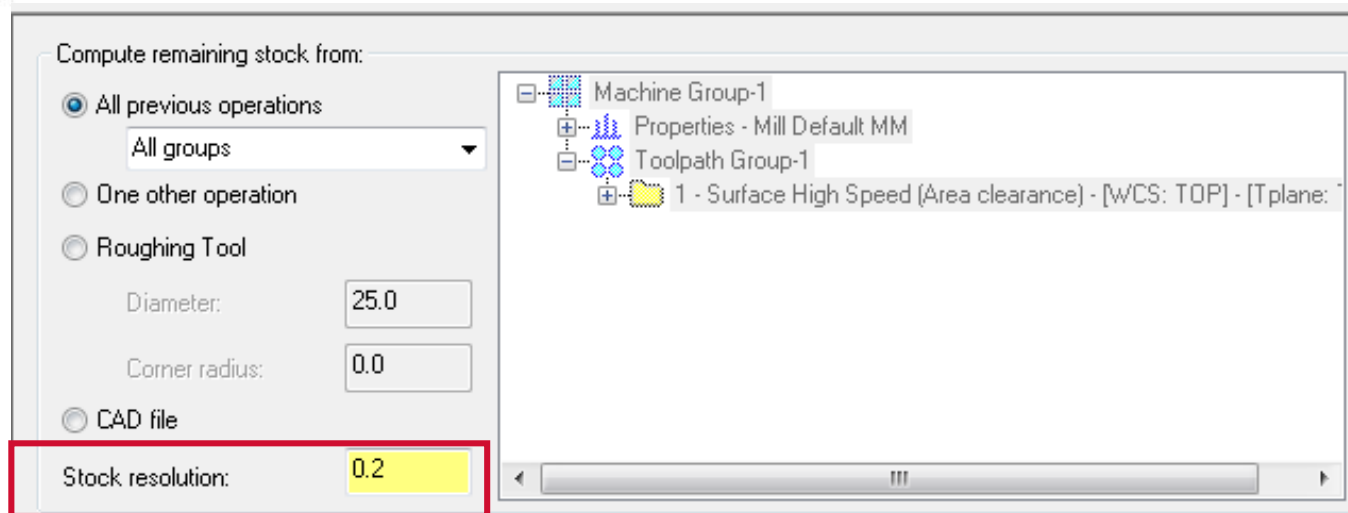 Compute remaining stock from:
All previous operations
All groups
One other operation
Roughing Tool
Diameter: 25.0
Corner radius: 0.0
CAD file
Stock resolution: 0.2
Machine Group-1
Properties - Mill Default MM
Toolpath Group-1
1 - Surface High Speed (Area clearance) - [WCS: TOP] - [Tplane: